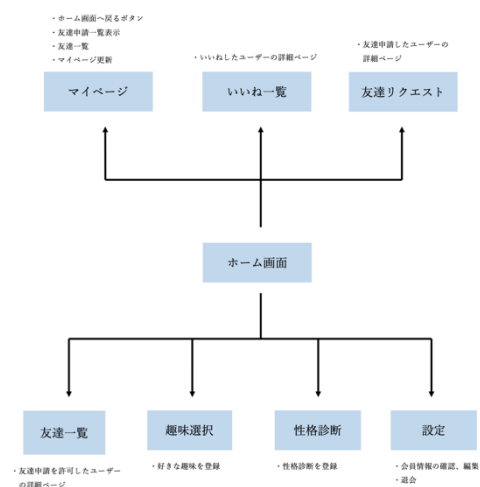 ・ホーム画面へ戻るボタン
・友達申請一覧表示
・友達一覧
・マイページ更新
マイページ
・いいねしたユーザーの詳細ページ
いいね一覧
・友達申請したユーザーの
詳細ページ
友達リクエスト
ホーム画面
友達一覧
・友達申請を許可したユーザー
の詳細ページ
趣味選択
・好きな趣味を登録
性格診断
・性格診断を登録
設定
・会員情報の確認、編集
・退会